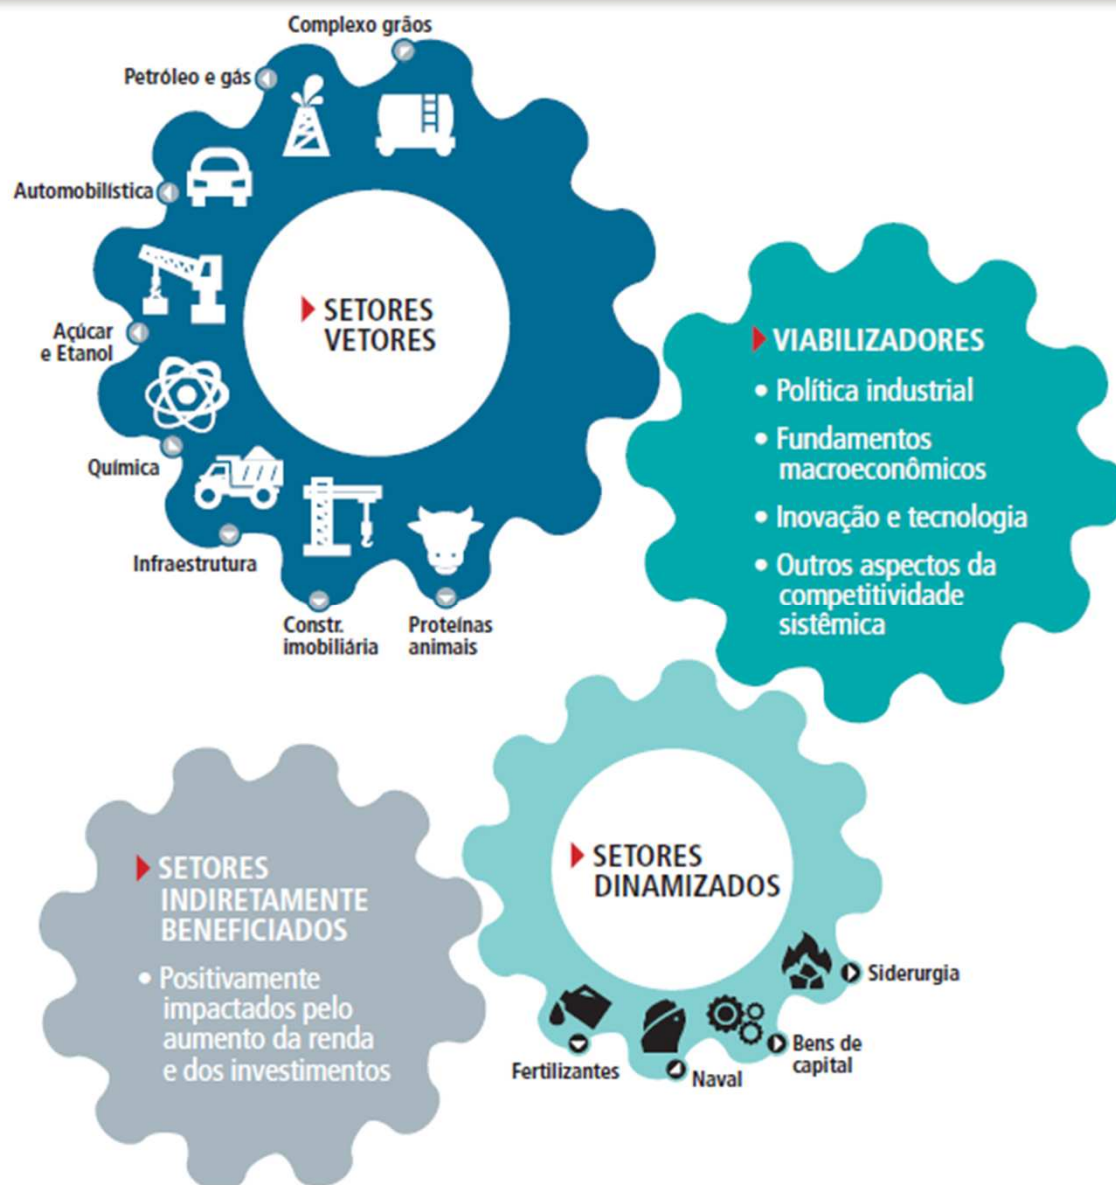 Complexo grãos
Petróleo e gás
Automobilística
Açúcar
e Etanol
Química
Infraestrutura
Constr.
imobiliária
Proteínas
animais
SETORES
VETORES
VIABILIZADORES
• Política industrial
• Fundamentos
macroeconômicos
• Inovação e tecnologia
• Outros aspectos da
competitividade
sistêmica
SETORES
INDIRETAMENTE
BENEFICIADOS
• Positivamente
impactados pelo
aumento da renda
e dos investimentos
SETORES
DINAMIZADOS
Siderurgia
Bens de
capital
Naval
Fertilizantes